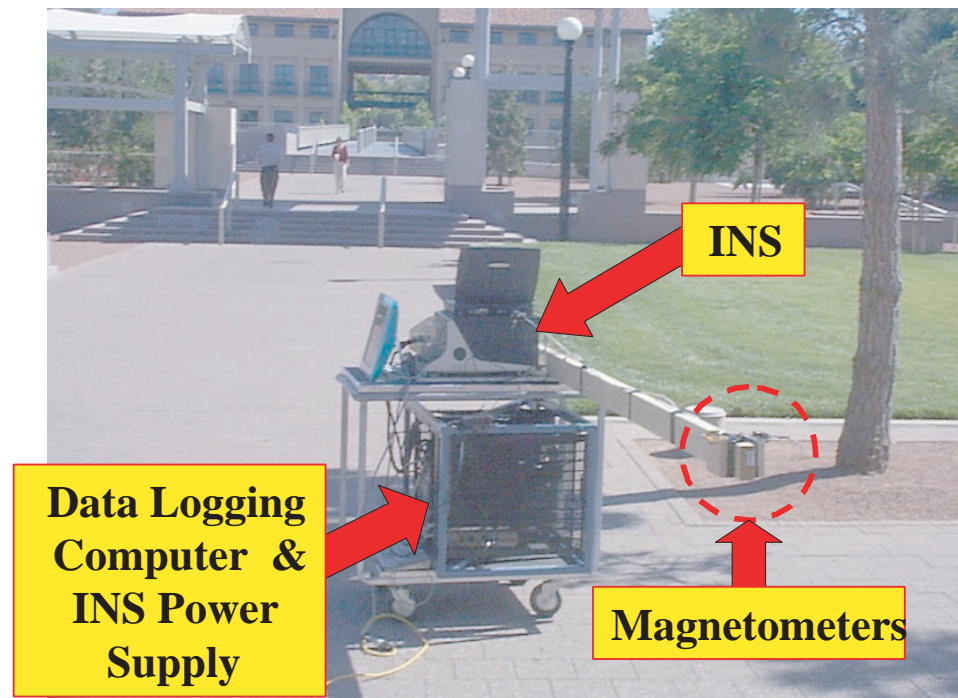 INS
Data Logging
Computer &
INS Power
Supply
Magnetometers